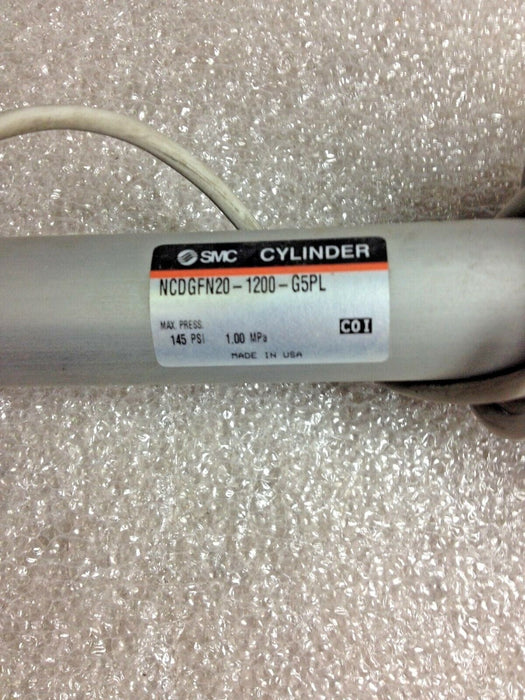 SMC CYLINDER
NCDGFN20-1200-G5PL
MAX. PRESS.
145 PSI 1.00 MPa
COI
MADE IN USA